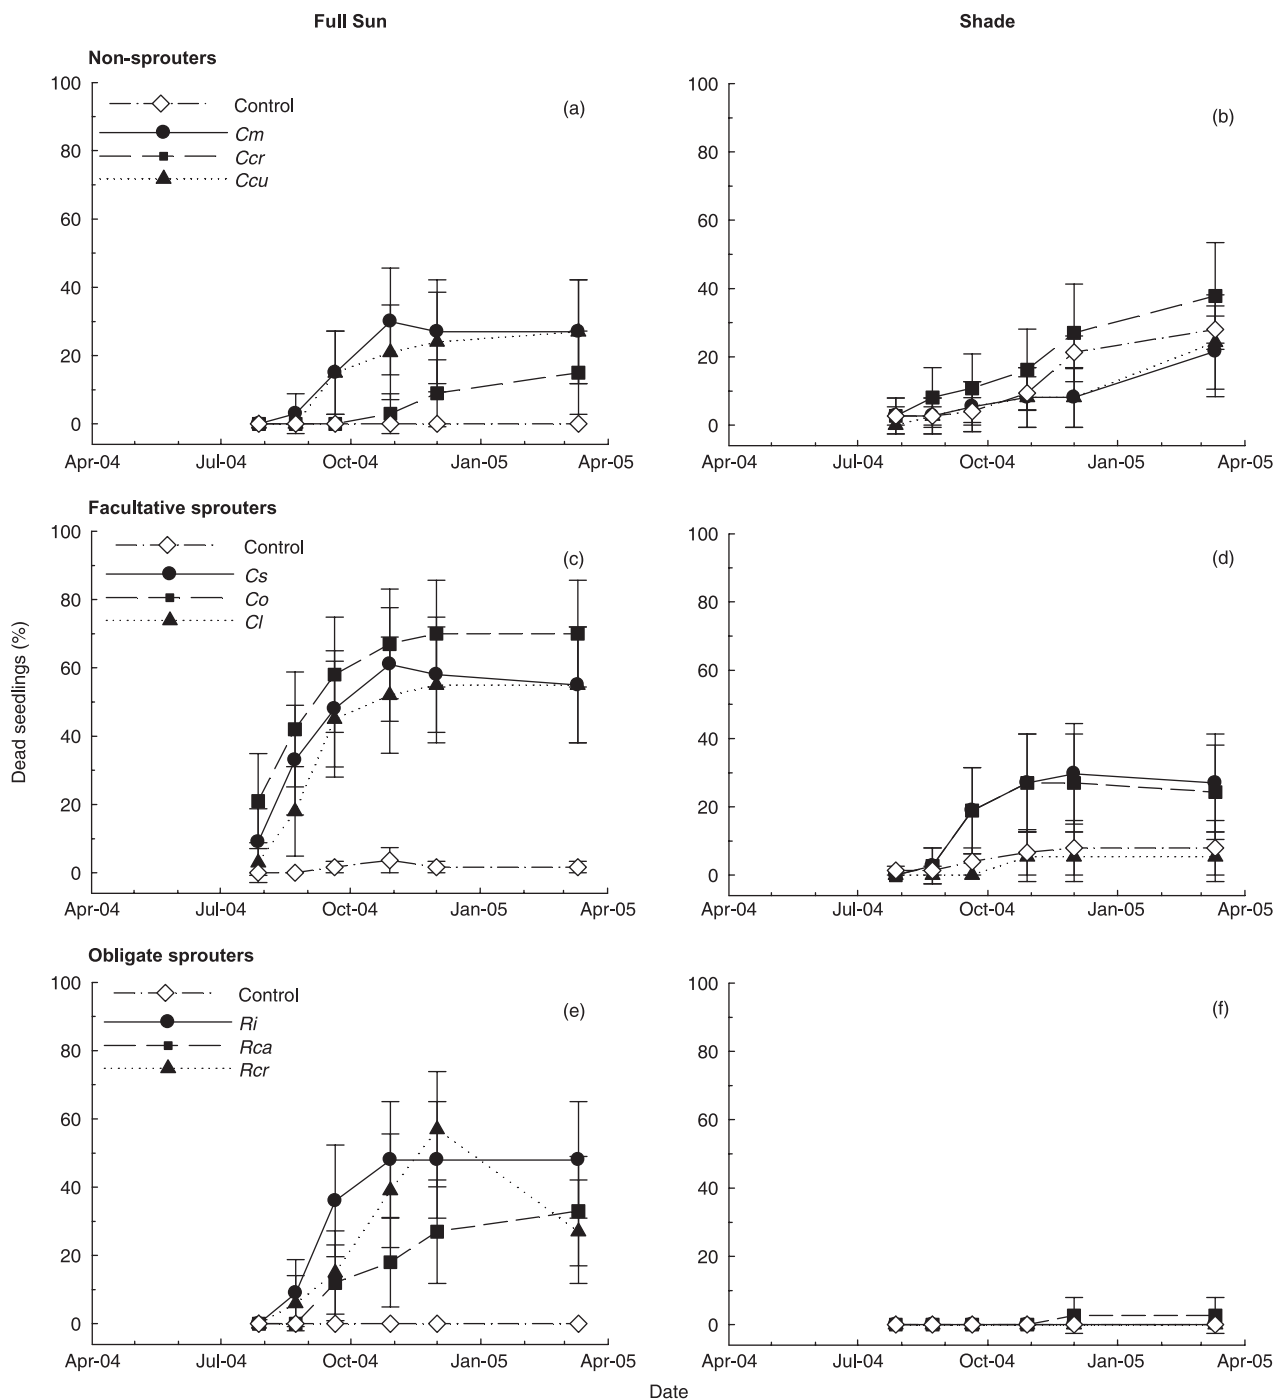 Full Sun
Shade
Non-sprouters
100
80
60
40
20
0
Control
Cm
Ccr
Ccu
(a)
Apr-04 Jul-04 Oct-04 Jan-05 Apr-05
100
80
60
40
20
0
(b)
Apr-04 Jul-04 Oct-04 Jan-05 Apr-05
Facultative sprouters
100
80
60
40
20
0
Control
Cs
Co
Cl
(c)
Apr-04 Jul-04 Oct-04 Jan-05 Apr-05
100
80
60
40
20
0
(d)
Apr-04 Jul-04 Oct-04 Jan-05 Apr-05
Dead seedlings (%)
Obligate sprouters
100
80
60
40
20
0
Control
Ri
Rca
Rcr
(e)
Apr-04 Jul-04 Oct-04 Jan-05 Apr-05
100
80
60
40
20
0
(f)
Apr-04 Jul-04 Oct-04 Jan-05 Apr-05
Date